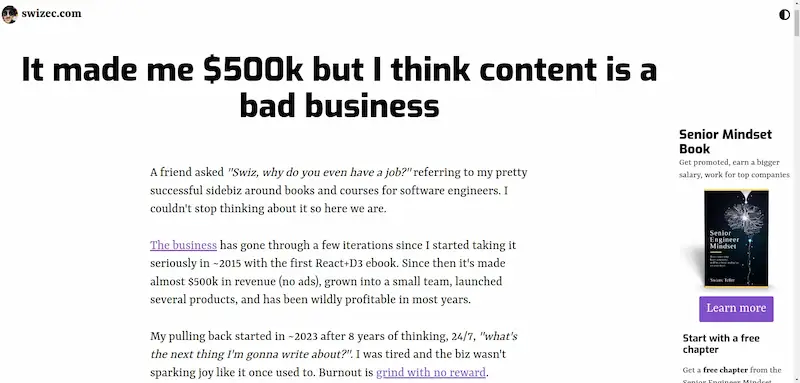 swizec.com
It made me $500k but I think content is a
bad business
A friend asked "Swiz, why do you even have a job?" referring to my pretty
successful sidebiz around books and courses for software engineers. I
couldn't stop thinking about it so here we are.
The business has gone through a few iterations since I started taking it
seriously in ~2015 with the first React+D3 ebook. Since then it's made
almost $500k in revenue (no ads), grown into a small team, launched
several products, and has been wildly profitable in most years.
My pulling back started in ~2023 after 8 years of thinking, 24/7, "what's
the next thing I'm gonna write about?". I was tired and the biz wasn't
sparking joy like it once used to. Burnout is grind with no reward.
Senior Mindset
Book
Get promoted, earn a bigger
salary, work for top companies
Senior
Engineer
Mindset
Swizec Teller
Learn more
Start with a free
chapter
Get a free chapter from the
Senior Engineer Mindset